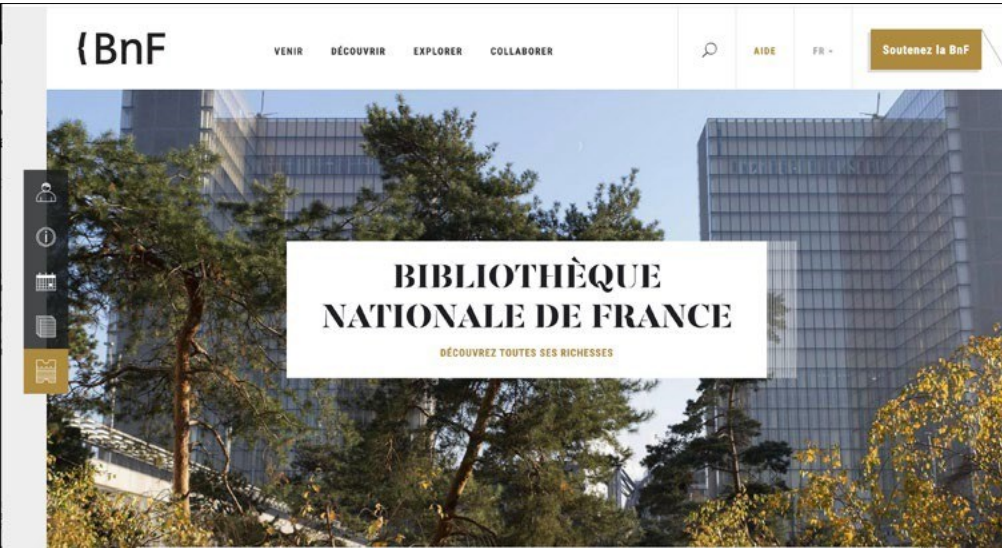 BnF
VENIR DÉCOUVRIR EXPLORER COLLABORER
AIDE
FR
Soutenez la BnF
BIBLIOTHÈQUE
NATIONALE DE FRANCE
DÉCOUVREZ TOUTES SES RICHESSES